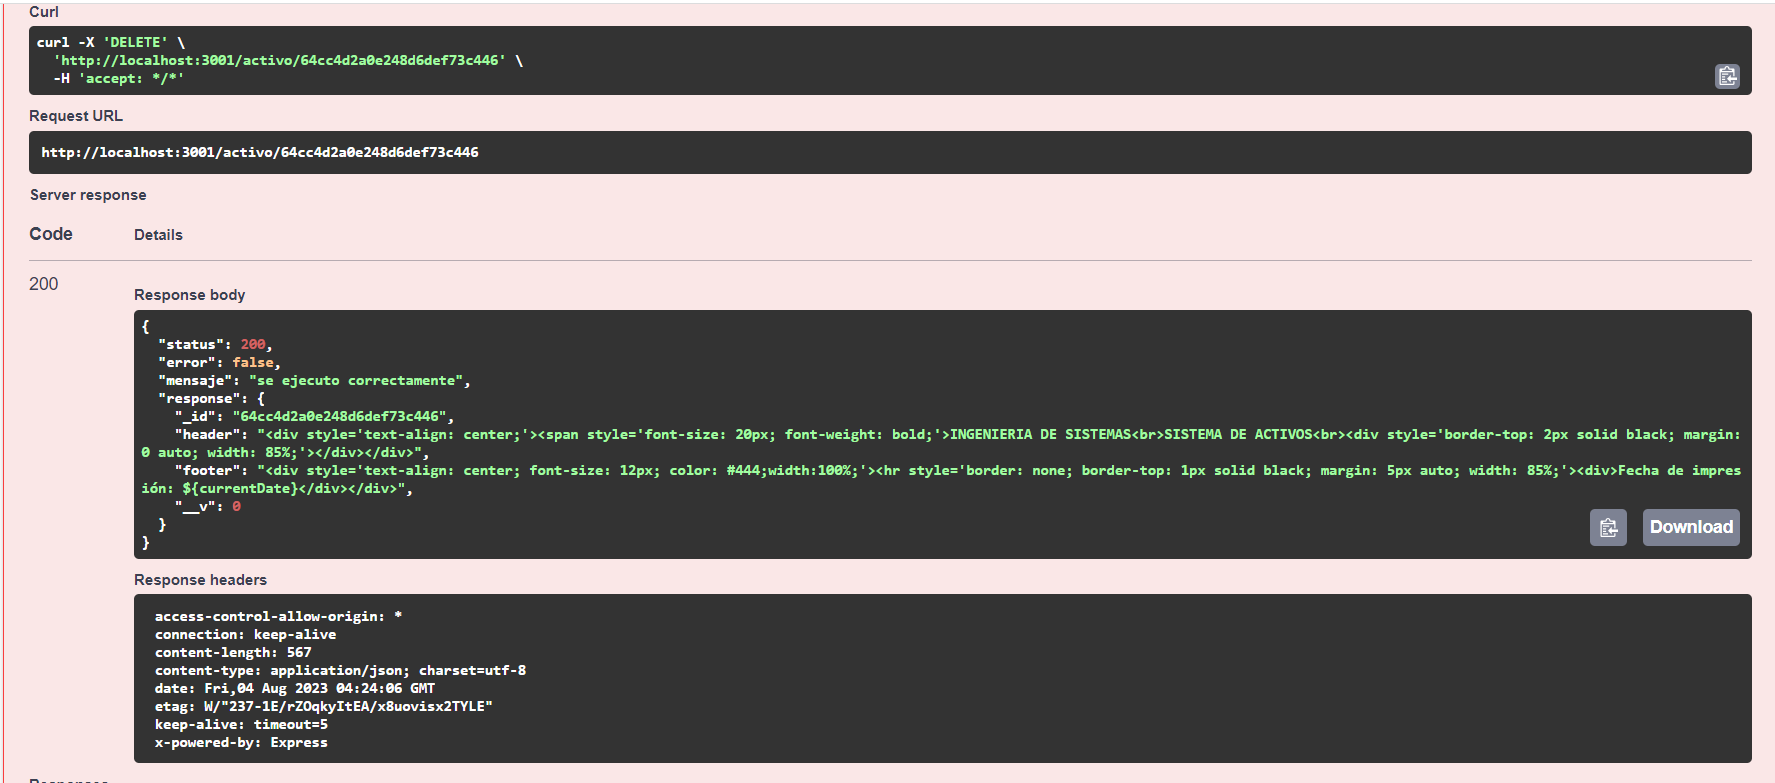 Curl
curl -X 'DELETE' \
'http://localhost:3001/activo/64cc4d2a0e248d6def73c446' \
-H 'accept: */*'
Request URL
http://localhost:3001/activo/64cc4d2a0e248d6def73c446
Server response
Code
Details
200
Response body
{
"status": 200,
"error": false,
"mensaje": "se ejecuto correctamente",
"response": {
"_id": "64cc4d2a0e248d6def73c446",
"header": "<div style='text-align: center;'><span style='font-size: 20px; font-weight: bold;'>INGENIERIA DE SISTEMAS<br>SISTEMA DE ACTIVOS<br><div style='border-top: 2px solid black; margin:
0 auto; width: 85%;'></div></div>",
"footer": "<div style='text-align: center; font-size: 12px; color: #444;width:100%;'><hr style='border: none; border-top: 1px solid black; margin: 5px auto; width: 85%;'><div>Fecha de impres
ión: ${currentDate}</div></div>",
"__v": 0
}
}
Download
Response headers
access-control-allow-origin: *
connection: keep-alive
content-length: 567
content-type: application/json; charset=utf-8
date: Fri,04 Aug 2023 04:24:06 GMT
etag: W/"237-1E/rZOqkyItEA/x8uovisx2TYLE"
keep-alive: timeout=5
x-powered-by: Express
Responses